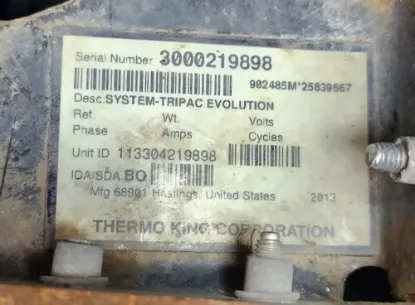 Serial Number 3000219898
902485M*25839667
Desc. SYSTEM-TRIPAC EVOLUTION
Ref. Wt. Volts
Phase Amps Cycles
Unit ID 113304219898
IDA/SDA BO
Mfg 68901 Hastings, United States 2013
THERMO KING CORPORATION